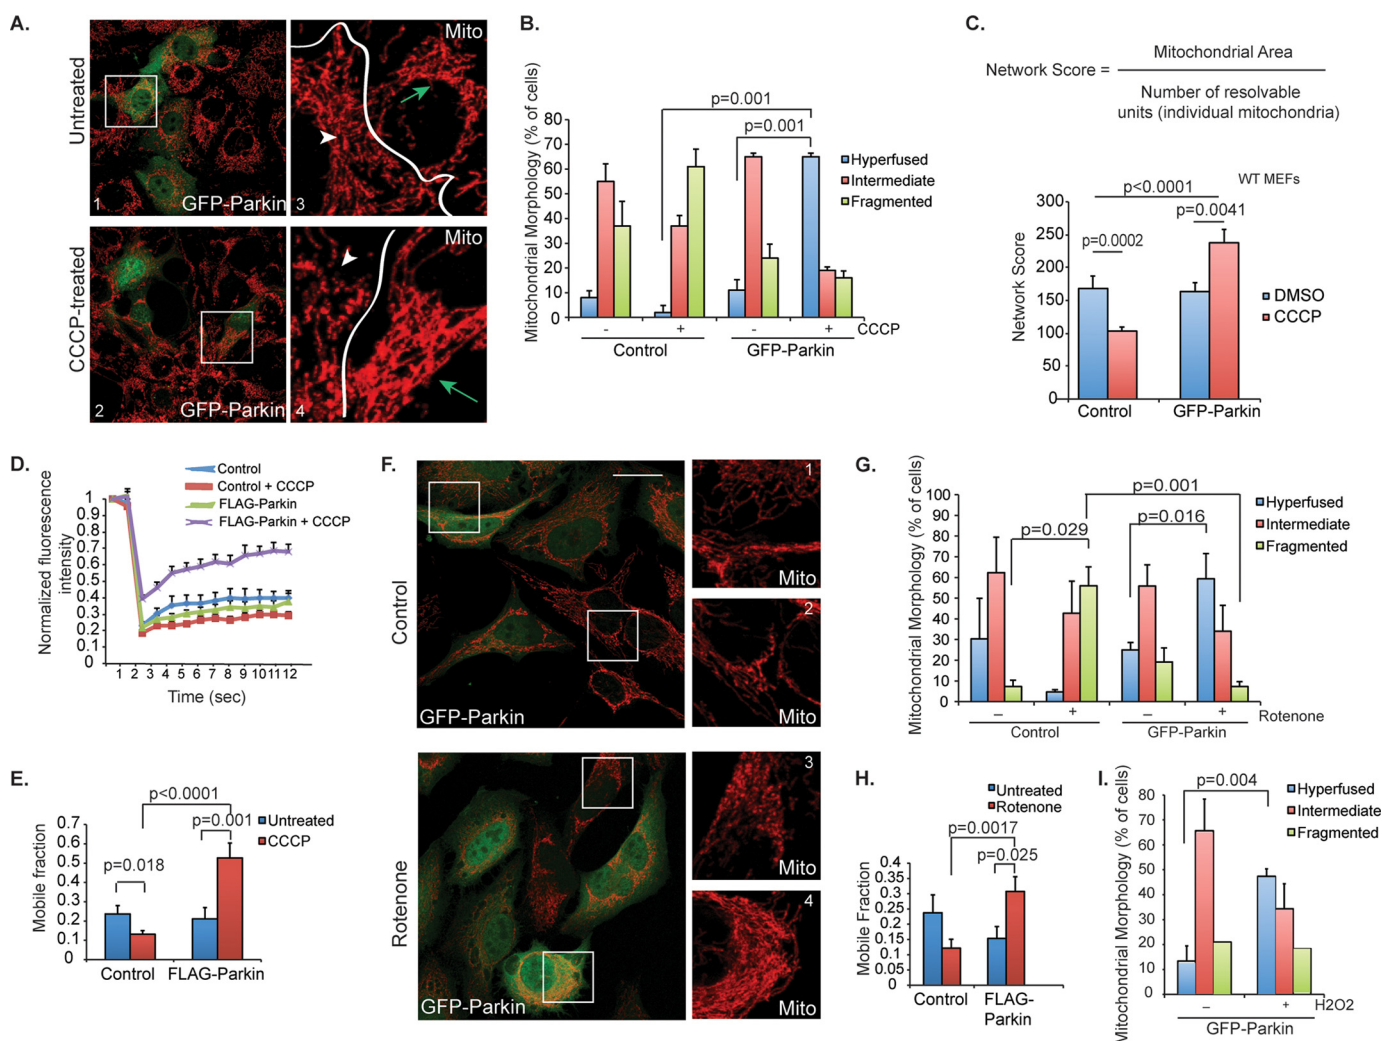 A.
Untreated
1
GFP-Parkin
Mito
3
CCCP-treated
2
GFP-Parkin
Mito
4
B.
Mitochondrial Morphology (% of cells)
80
70
60
50
40
30
20
10
0
p=0.001
p=0.001
Hyperfused
Intermediate
Fragmented
- + - + CCCP
Control GFP-Parkin
C.
Network Score =
Mitochondrial Area
Number of resolvable
units (individual mitochondria)
WT MEFs
p<0.0001
p=0.0041
p=0.0002
Network Score
300
250
200
150
100
50
0
DMSO
CCCP
Control GFP-Parkin
D.
Normalized fluorescence
intensity
Control
Control + CCCP
FLAG-Parkin
FLAG-Parkin + CCCP
1
0.9
0.8
0.7
0.6
0.5
0.4
0.3
0.2
0.1
0
1 2 3 4 5 6 7 8 9 10 11 12
Time (sec)
E.
p<0.0001
p=0.001
p=0.018
Untreated
CCCP
Mobile fraction
0.7
0.6
0.5
0.4
0.3
0.2
0.1
0
Control FLAG-Parkin
F.
Control
GFP-Parkin
1
Mito
2
Mito
Rotenone
GFP-Parkin
3
Mito
4
Mito
G.
Mitochondrial Morphology (% of cells)
100
90
80
70
60
50
40
30
20
10
0
p=0.001
p=0.029
p=0.016
Hyperfused
Intermediate
Fragmented
– + – + Rotenone
Control GFP-Parkin
H.
Untreated
Rotenone
p=0.0017
p=0.025
Mobile Fraction
0.4
0.35
0.3
0.25
0.2
0.15
0.1
0.05
0
Control FLAG-
Parkin
I.
Mitochondrial Morphology (% of cells)
80
70
60
50
40
30
20
10
0
p=0.004
Hyperfused
Intermediate
Fragmented
– + H2O2
GFP-Parkin